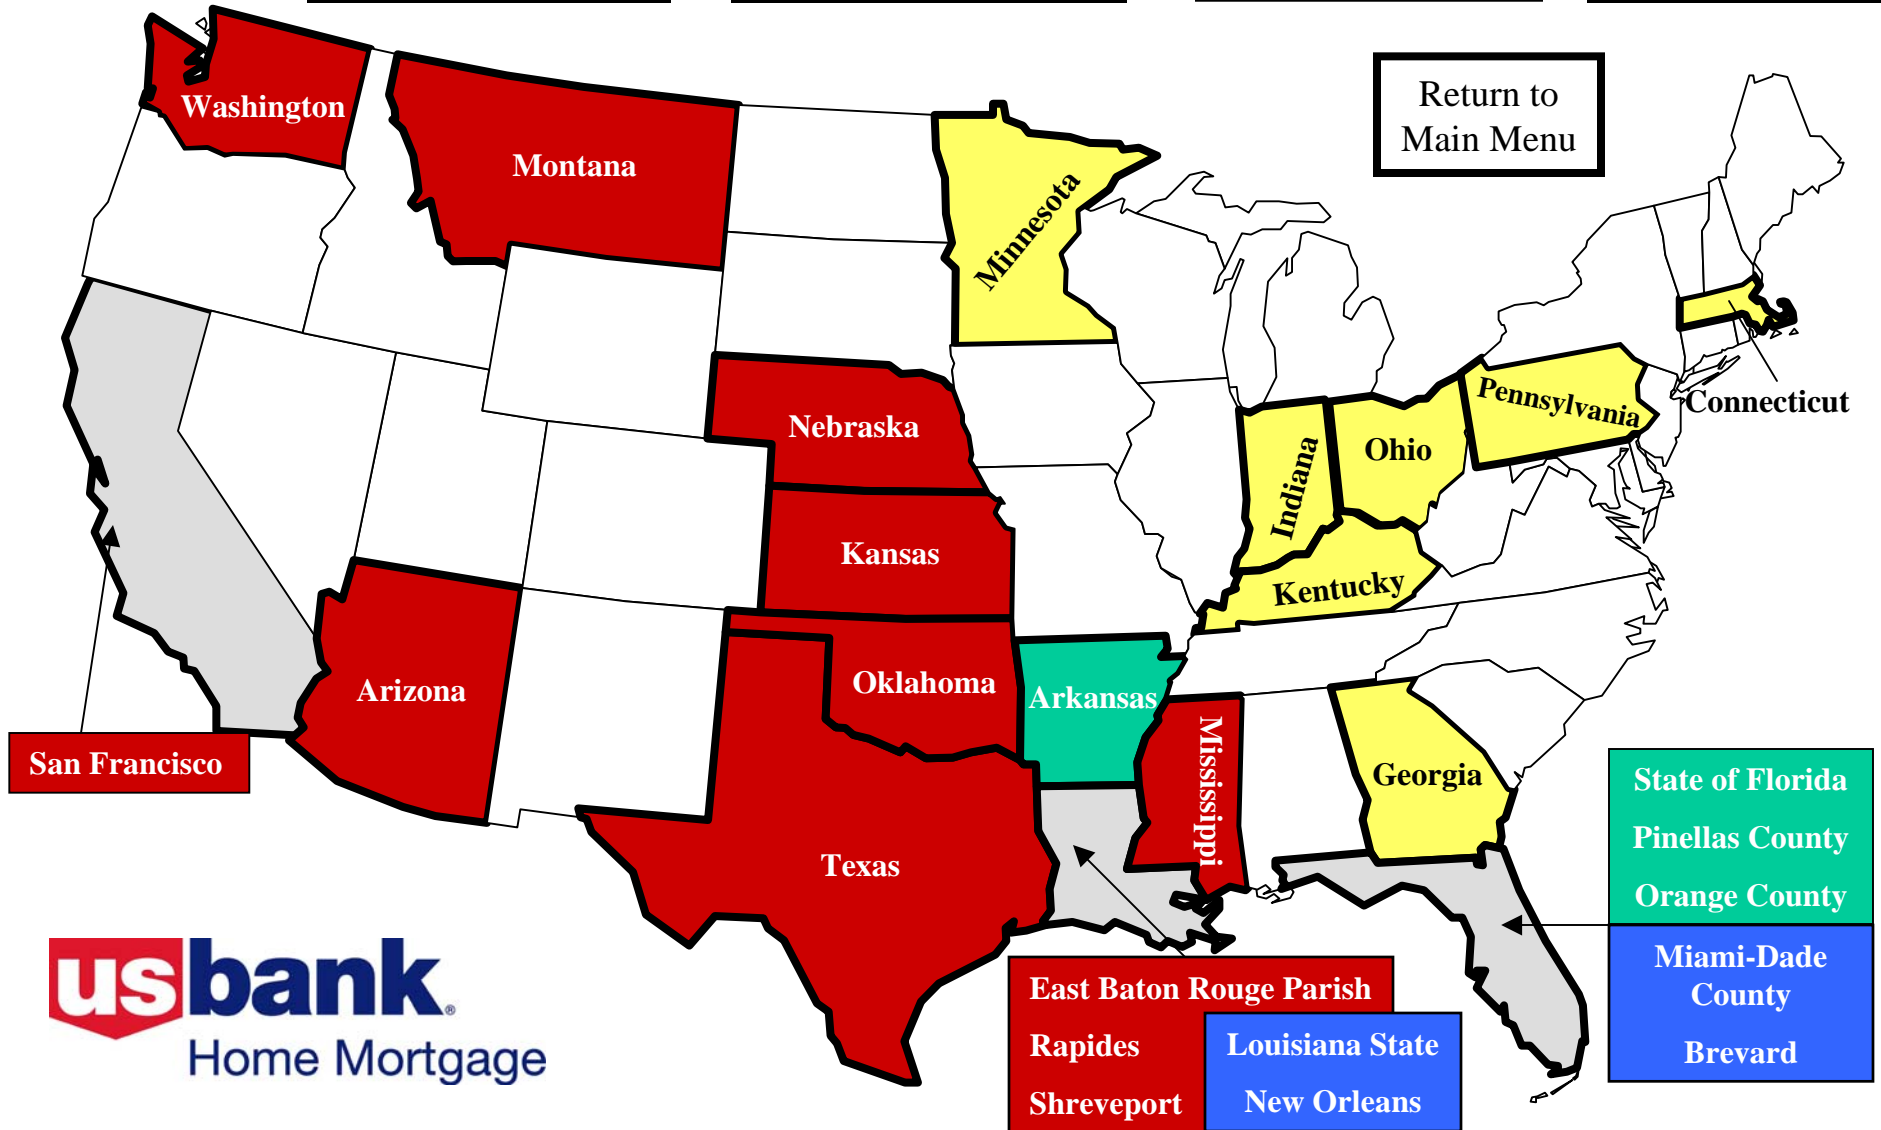 Return to
Main Menu
Washington
Montana
Minnesota
Nebraska
Kansas
Oklahoma
Arizona
Texas
Arkansas
Mississippi
Indiana
Ohio
Pennsylvania
Connecticut
Kentucky
Georgia
San Francisco
State of Florida
Pinellas County
Orange County
Miami-Dade
County
Brevard
East Baton Rouge Parish
Rapides
Shreveport
Louisiana State
New Orleans
usbank®
Home Mortgage